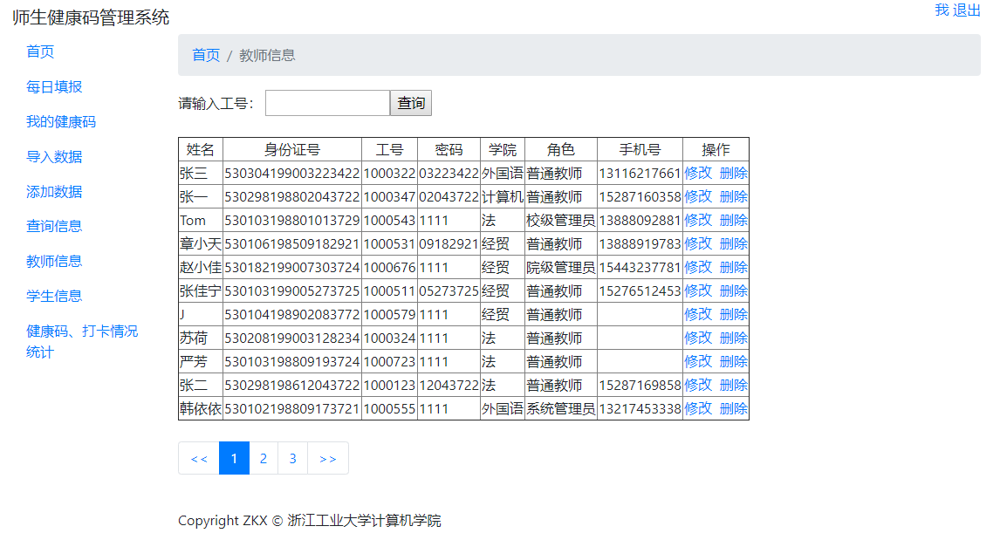 师生健康码管理系统
我 退出
首页
每日填报
我的健康码
导入数据
添加数据
查询信息
教师信息
学生信息
健康码、打卡情况
统计
首页 / 教师信息
请输入工号： 查询
姓名 身份证号 工号 密码 学院 角色 手机号 操作
张三 530304199003223422 1000322 03223422 外国语 普通教师 13116217661 修改 删除
张一 530298198802043722 1000347 02043722 计算机 普通教师 15287160358 修改 删除
Tom 530103198801013729 1000543 1111 法 校级管理员 13888092881 修改 删除
章小天 530106198509182921 1000531 09182921 经贸 普通教师 13888919783 修改 删除
赵小佳 530182199007303724 1000676 1111 经贸 院级管理员 15443237781 修改 删除
张佳宁 530103199005273725 1000511 05273725 经贸 普通教师 15276512453 修改 删除
J 530104198902083772 1000579 1111 经贸 普通教师 修改 删除
苏荷 530208199003128234 1000324 1111 法 普通教师 修改 删除
严芳 530103198809193724 1000723 1111 法 普通教师 修改 删除
张二 530298198612043722 1000123 12043722 法 普通教师 15287169858 修改 删除
韩依依 530102198809173721 1000555 1111 外国语 系统管理员 13217453338 修改 删除
<< 1 2 3 >>
Copyright ZKX © 浙江工业大学计算机学院